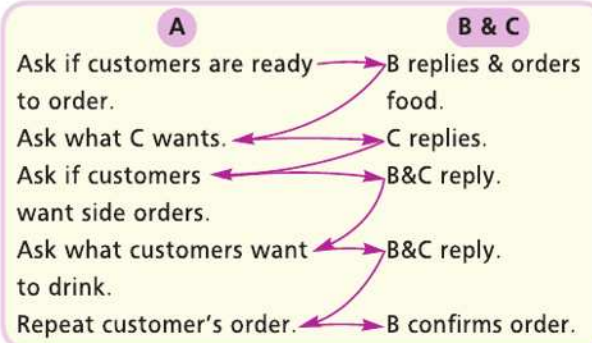 A
B & C
Ask if customers are ready
to order.
B replies & orders
food.
Ask what C wants.
C replies.
Ask if customers
want side orders.
B&C reply.
Ask what customers want
to drink.
B&C reply.
Repeat customer's order.
B confirms order.